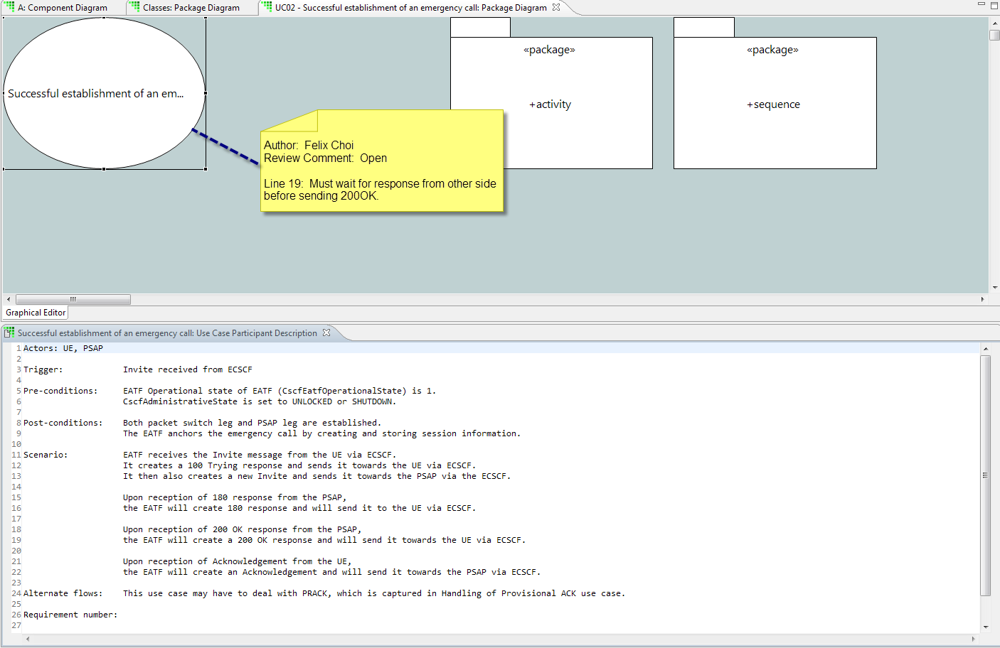 A: Component Diagram
Classes: Package Diagram
UC02 - Successful establishment of an emergency call: Package Diagram
Successful establishment of an em...
«package»
+activity
«package»
+sequence
Author:  Felix Choi
Review Comment:  Open
Line 19:  Must wait for response from other side
before sending 200OK.
Graphical Editor
Successful establishment of an emergency call: Use Case Participant Description
1 Actors: UE, PSAP
2
3 Trigger: Invite received from ECSCF
4
5 Pre-conditions: EATF Operational state of EATF (CscfEatfOperationalState) is 1.
6 CscfAdministrativeState is set to UNLOCKED or SHUTDOWN.
7
8 Post-conditions: Both packet switch leg and PSAP leg are established.
9 The EATF anchors the emergency call by creating and storing session information.
10
11 Scenario: EATF receives the Invite message from the UE via ECSCF.
12 It creates a 100 Trying response and sends it towards the UE via ECSCF.
13 It then also creates a new Invite and sends it towards the PSAP via the ECSCF.
14
15 Upon reception of 180 response from the PSAP,
16 the EATF will create 180 response and will send it to the UE via ECSCF.
17
18 Upon reception of 200 OK response from the PSAP,
19 the EATF will create a 200 OK response and will send it towards the UE via ECSCF.
20
21 Upon reception of Acknowledgement from the UE,
22 the EATF will create an Acknowledgement and will send it towards the PSAP via ECSCF.
23
24 Alternate flows: This use case may have to deal with PRACK, which is captured in Handling of Provisional ACK use case.
25
26 Requirement number:
27